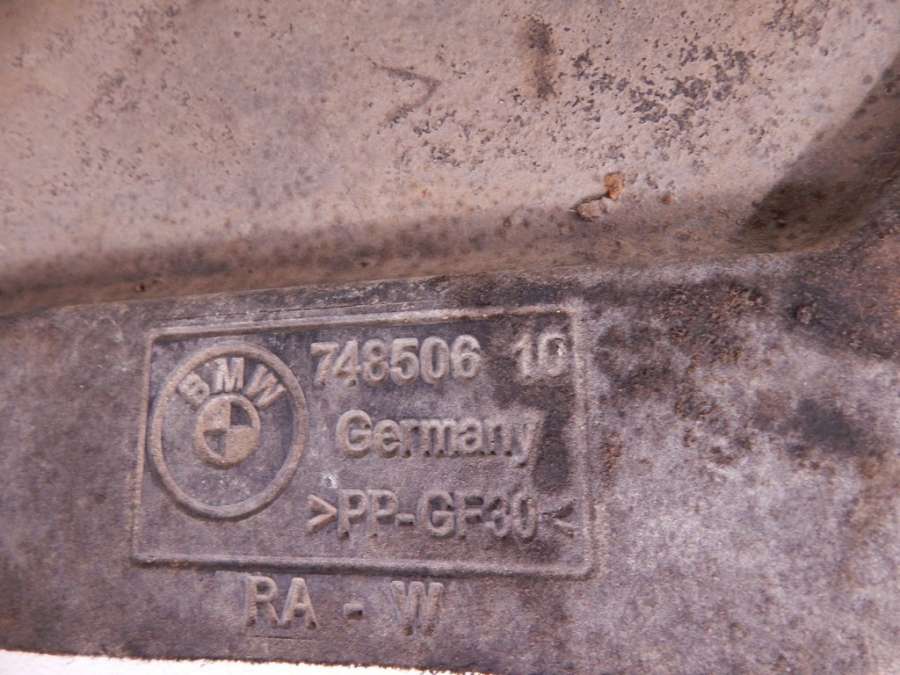 BMW
748506 10
Germany
>PP-GF30<
RA - W